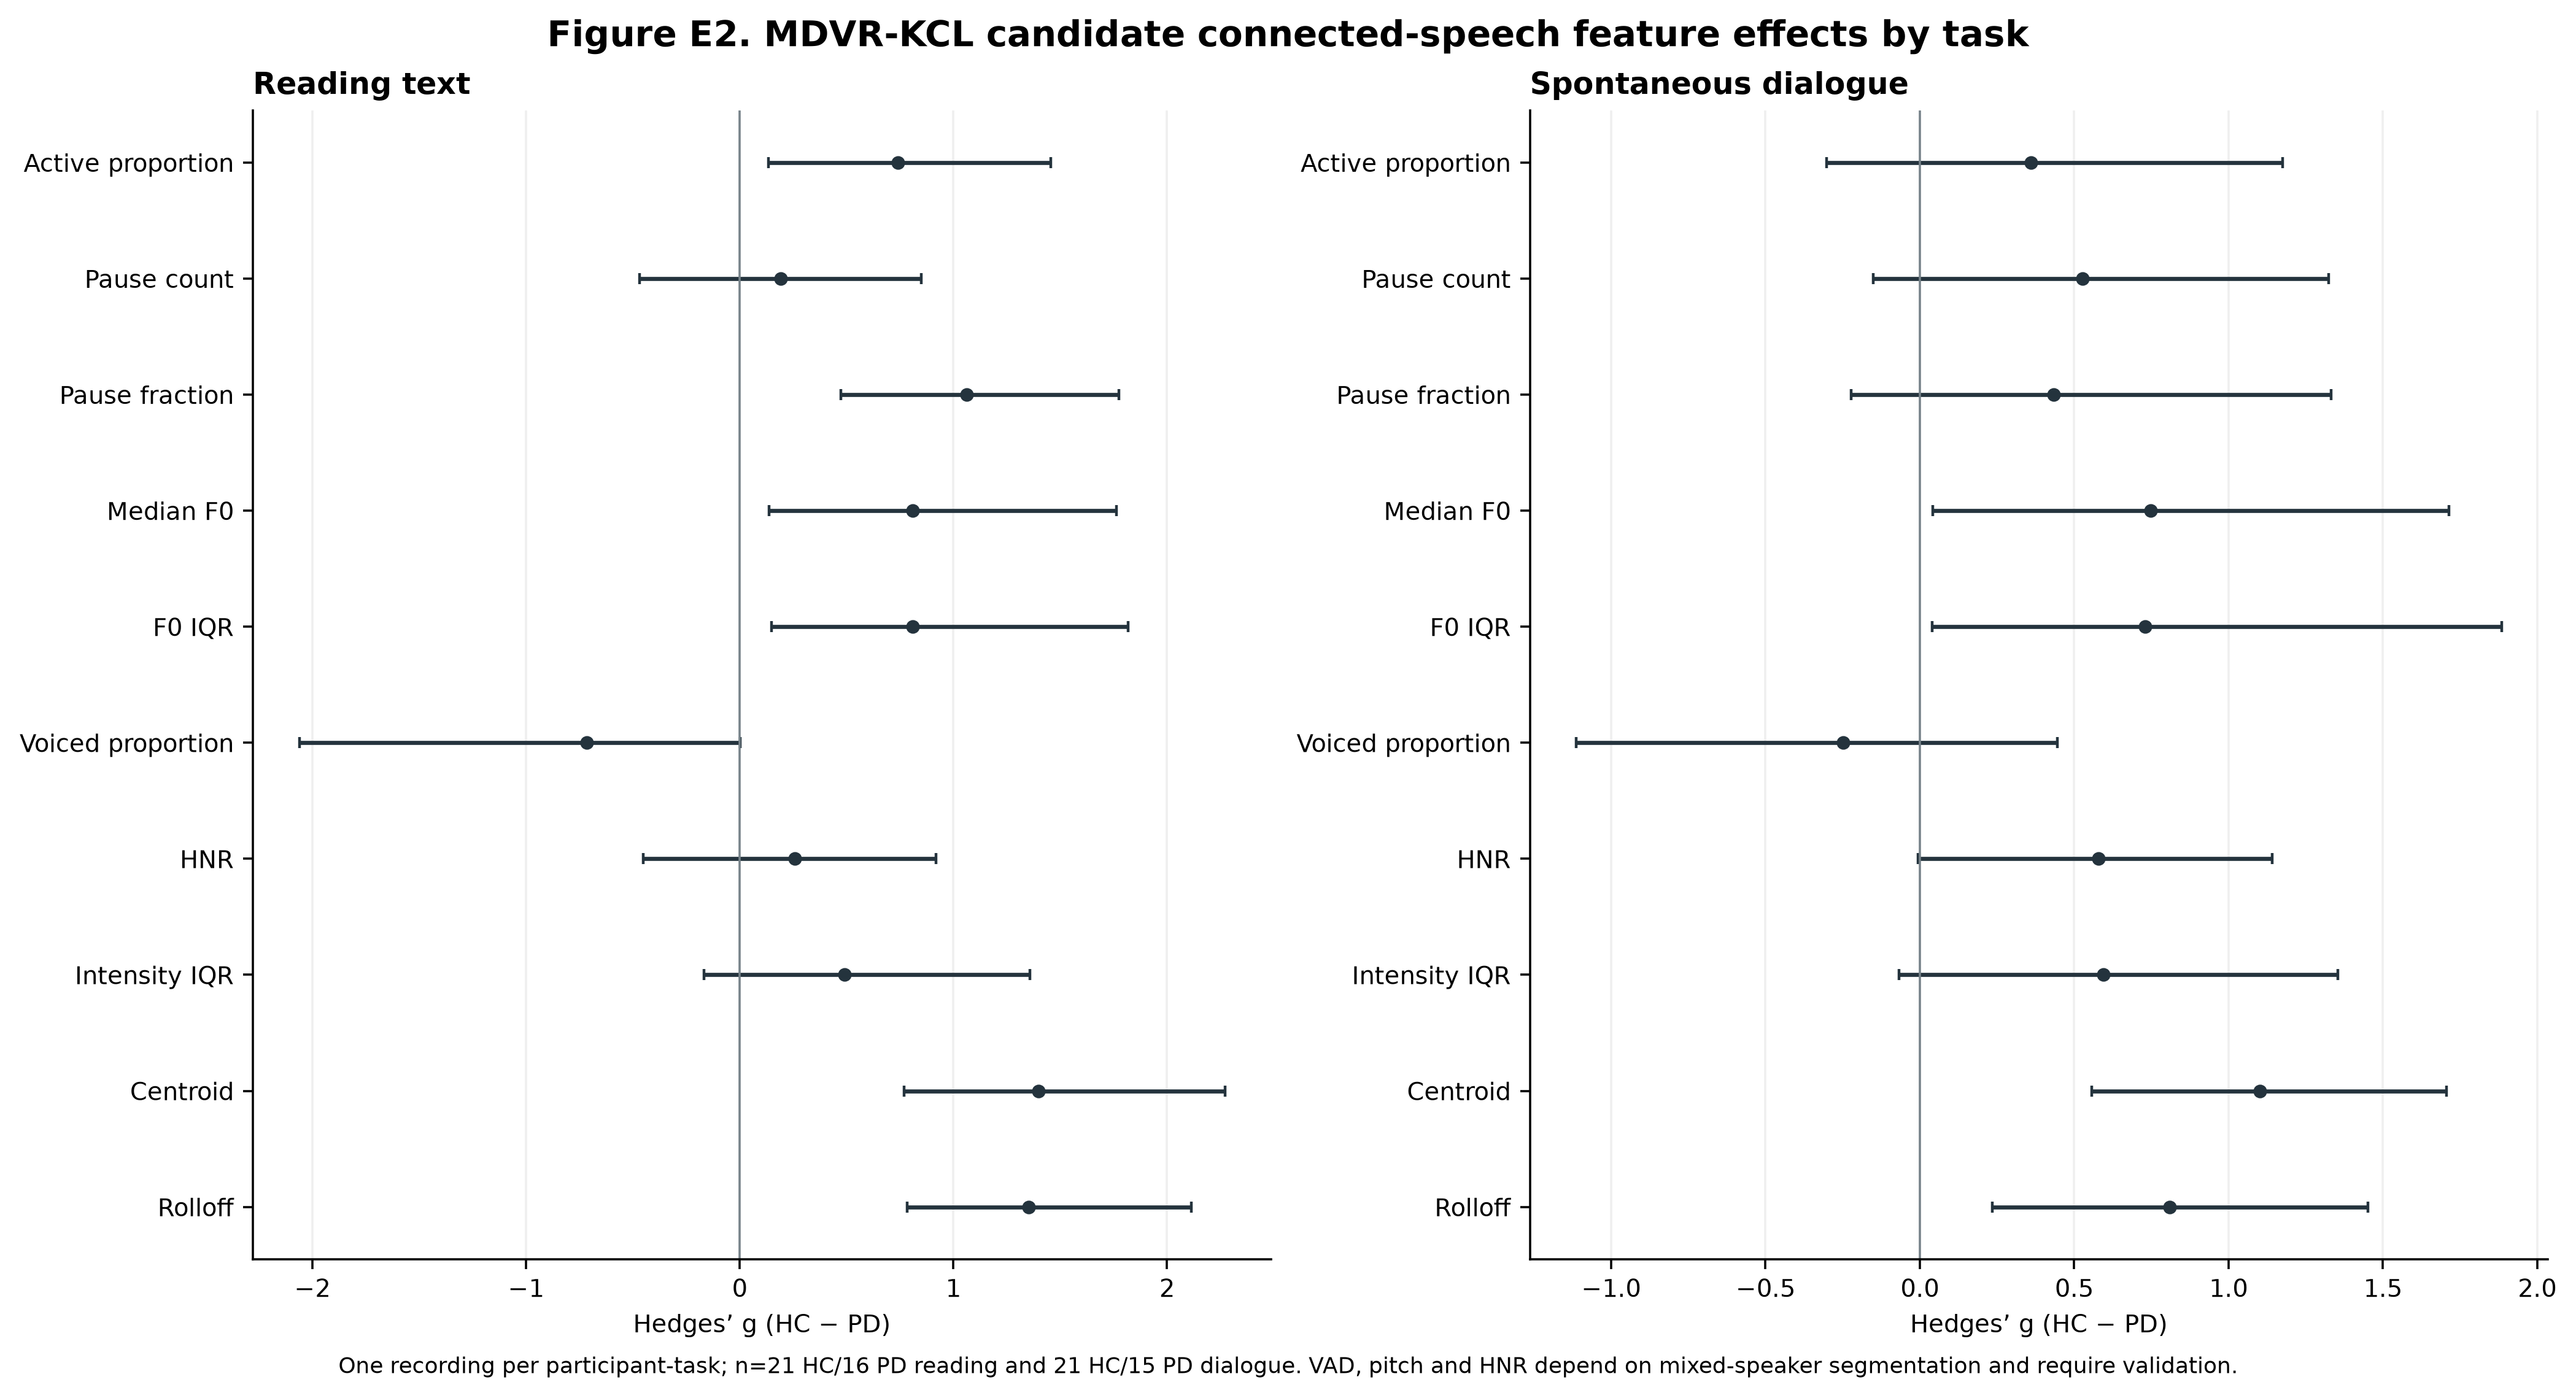 Figure E2. MDVR-KCL candidate connected-speech feature effects by task
Reading text
Active proportion
Pause count
Pause fraction
Median F0
F0 IQR
Voiced proportion
HNR
Intensity IQR
Centroid
Rolloff
−2 −1 0 1 2
Hedges’ g (HC − PD)
Spontaneous dialogue
Active proportion
Pause count
Pause fraction
Median F0
F0 IQR
Voiced proportion
HNR
Intensity IQR
Centroid
Rolloff
−1.0 −0.5 0.0 0.5 1.0 1.5 2.0
Hedges’ g (HC − PD)
One recording per participant-task; n=21 HC/16 PD reading and 21 HC/15 PD dialogue. VAD, pitch and HNR depend on mixed-speaker segmentation and require validation.